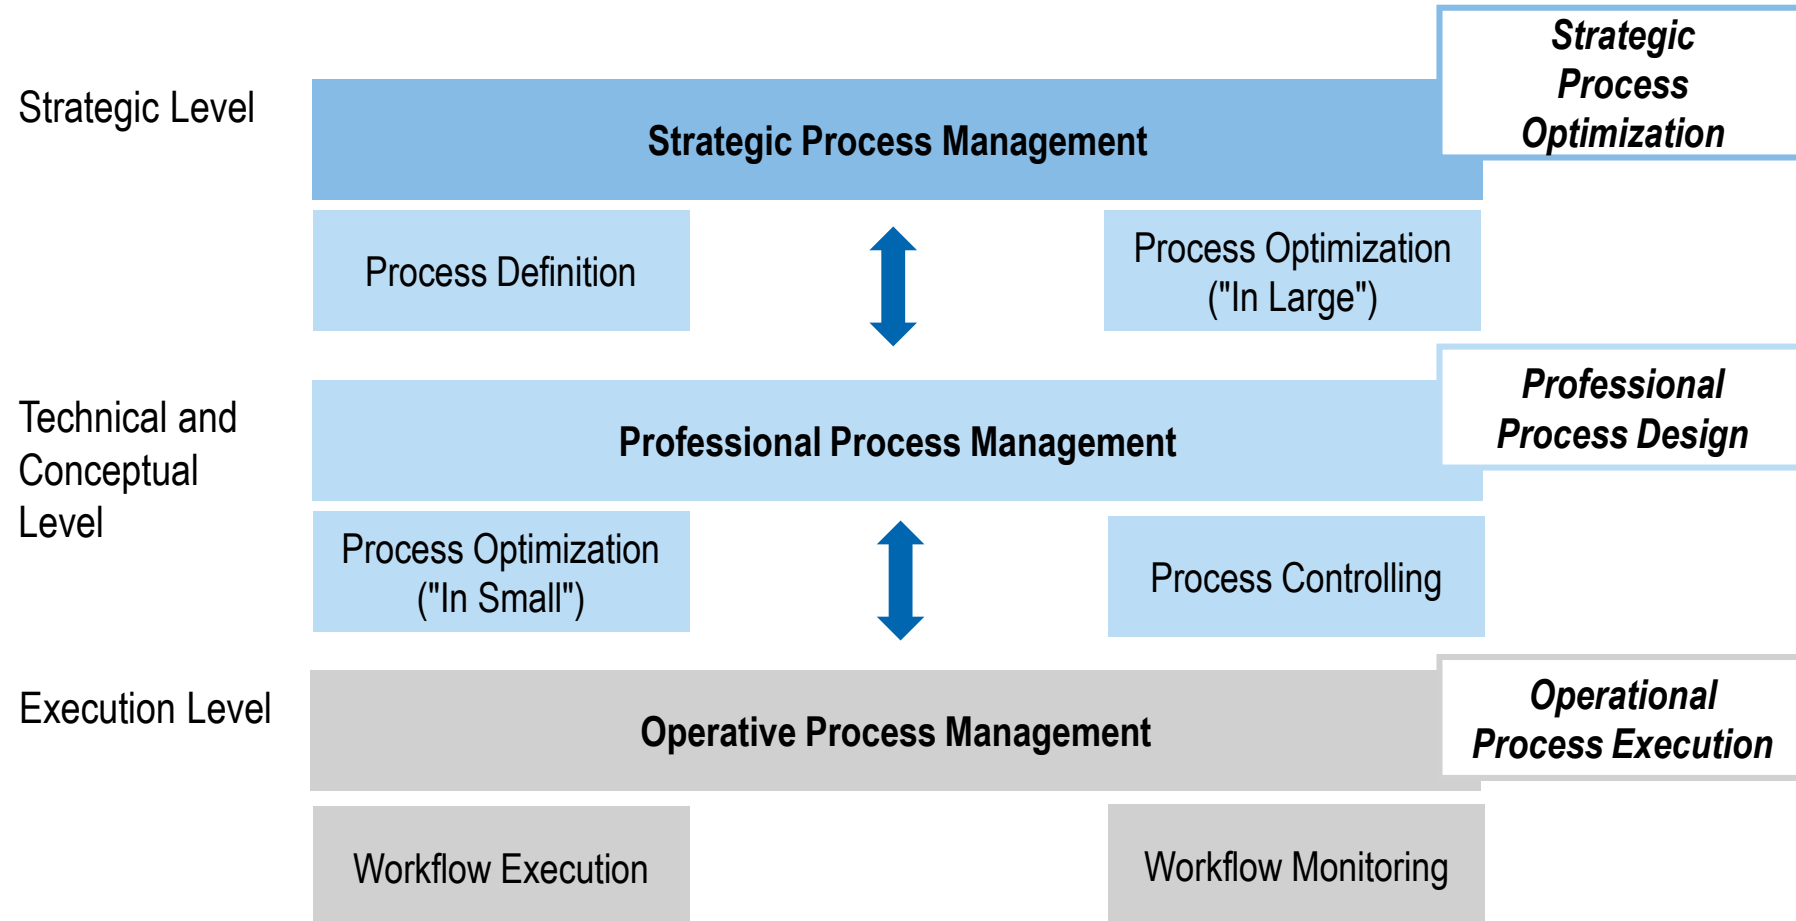 Strategic
Process
Optimization
Strategic Level
Strategic Process Management
Process Definition
Process Optimization
("In Large")
Professional
Process Design
Technical and
Conceptual
Level
Professional Process Management
Process Optimization
("In Small")
Process Controlling
Operational
Process Execution
Execution Level
Operative Process Management
Workflow Execution
Workflow Monitoring